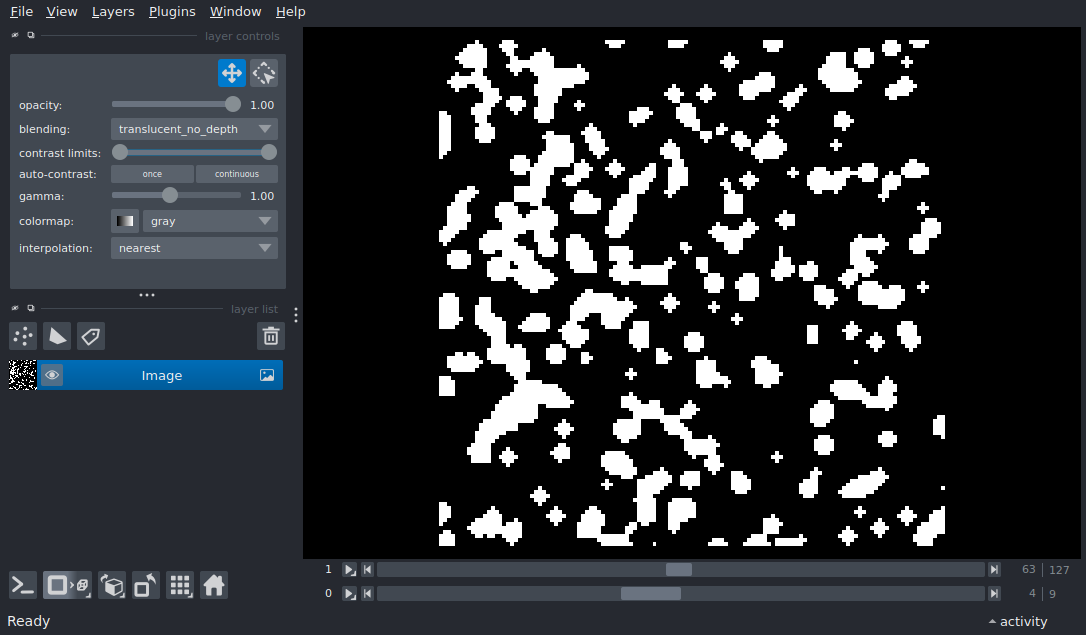 File View Layers Plugins Window Help
layer controls
opacity: 1.00
blending: translucent_no_depth
contrast limits:
auto-contrast: once continuous
gamma: 1.00
colormap: gray
interpolation: nearest
layer list
Image
1 63 127
0 4 9
Ready activity